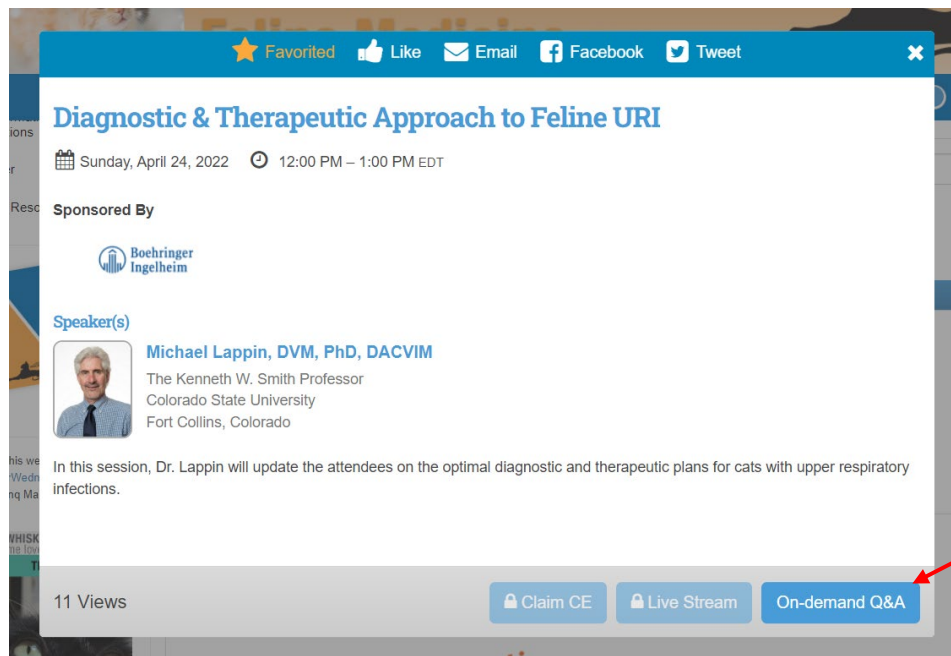 Feline Medicine
Favorited Like Email Facebook Tweet
Diagnostic & Therapeutic Approach to Feline URI
ions
Sunday, April 24, 2022 12:00 PM – 1:00 PM EDT
Sponsored By
Boehringer
Ingelheim
Speaker(s)
Michael Lappin, DVM, PhD, DACVIM
The Kenneth W. Smith Professor
Colorado State University
Fort Collins, Colorado
In this session, Dr. Lappin will update the attendees on the optimal diagnostic and therapeutic plans for cats with upper respiratory
infections.
11 Views
Claim CE
Live Stream
On-demand Q&A